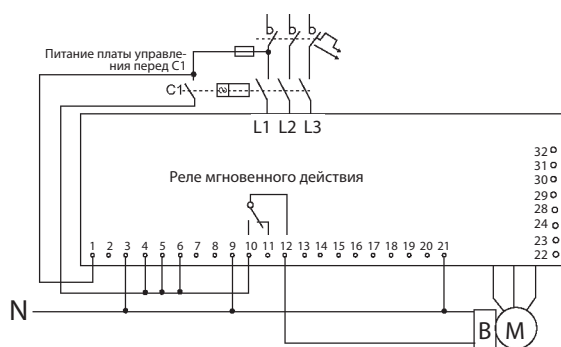 Питание платы управле-
ния перед C1
C1
L1 L2 L3
Реле мгновенного действия
32
31
30
29
28
24
23
22
1 2 3 4 5 6 7 8 9 10 11 12 13 14 15 16 17 18 19 20 21
N
B M